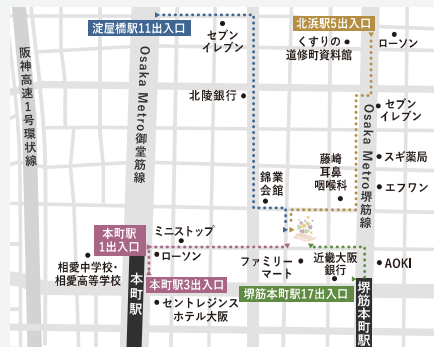 淀屋橋駅11出入口
北浜駅5出入口
セブン
イレブン
くすりの
道修町資料館
ローソン
阪神高速1号環状線
Osaka Metro御堂筋線
北陵銀行
Osaka Metro堺筋線
セブン
イレブン
藤崎
耳鼻
咽喉科
スギ薬局
錦業
会館
エフワン
本町駅
1出入口
ミニストップ
ローソン
相愛中学校・
相愛高等学校
本町駅
本町駅3出入口
ファミリー
マート
近畿大阪
銀行
AOKI
堺筋本町駅17出入口
堺筋本町駅
セントレジンス
ホテル大阪